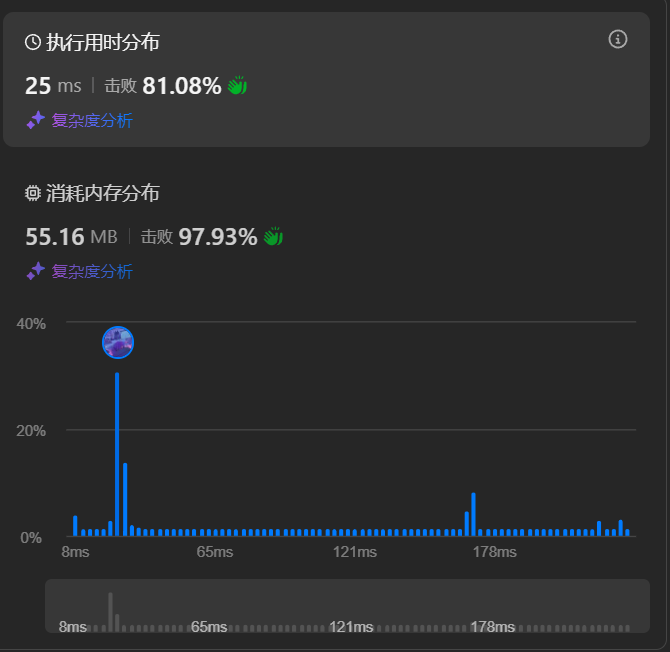 执行用时分布
25 ms | 击败 81.08%
复杂度分析
消耗内存分布
55.16 MB | 击败 97.93%
复杂度分析
40%
20%
0%
8ms 65ms 121ms 178ms
8ms 65ms 121ms 178ms